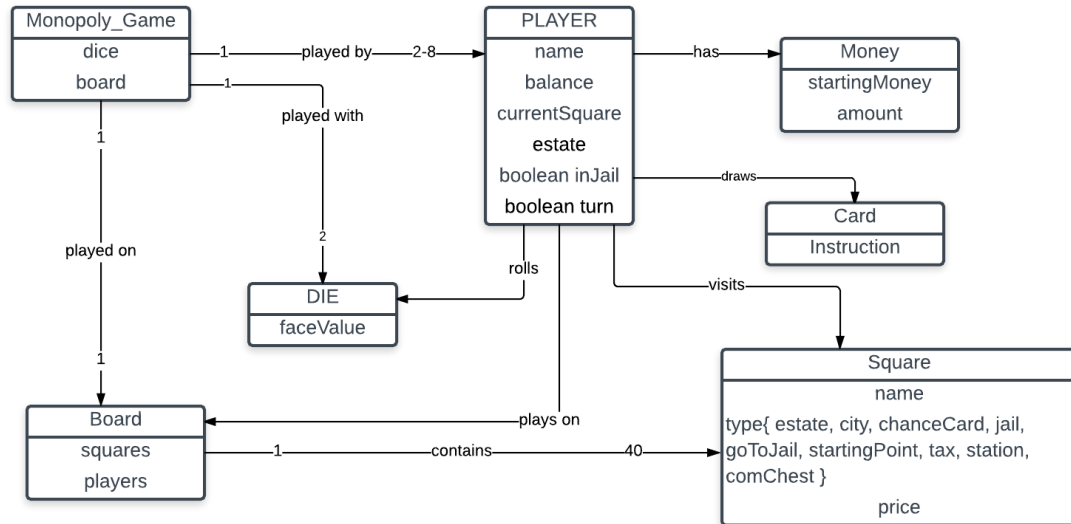 Monopoly_Game
dice
board
1
played by
2-8
1
played with
2
PLAYER
name
balance
currentSquare
estate
boolean inJail
boolean turn
has
Money
startingMoney
amount
draws
Card
Instruction
1
played on
1
rolls
DIE
faceValue
visits
plays on
Board
squares
players
1
contains
40
Square
name
type{ estate, city, chanceCard, jail,
goToJail, startingPoint, tax, station,
comChest }
price